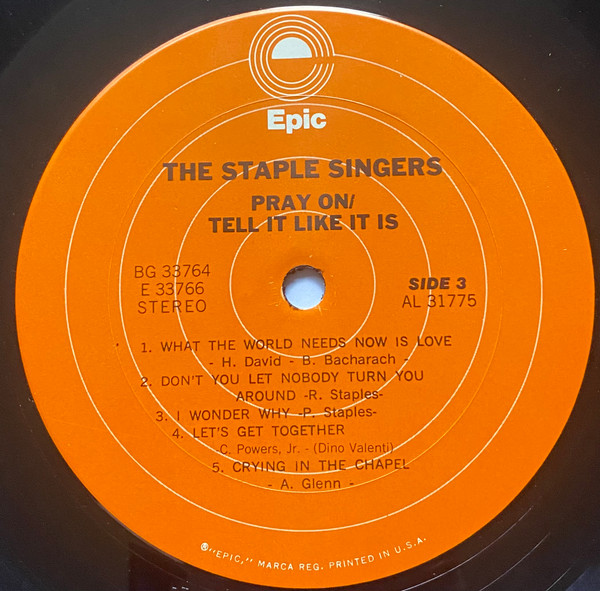 Epic
THE STAPLE SINGERS
PRAY ON/
TELL IT LIKE IT IS
BG 33764
E 33766
STEREO
SIDE 3
AL 31775
1. WHAT THE WORLD NEEDS NOW IS LOVE
- H. David - B. Bacharach -
2. DON'T YOU LET NOBODY TURN YOU
AROUND -R. Staples-
3. I WONDER WHY -P. Staples-
4. LET'S GET TOGETHER
-C. Powers, Jr. - (Dino Valenti)
5. CRYING IN THE CHAPEL
- A. Glenn -
℗"EPIC," MARCA REG. PRINTED IN U.S.A.